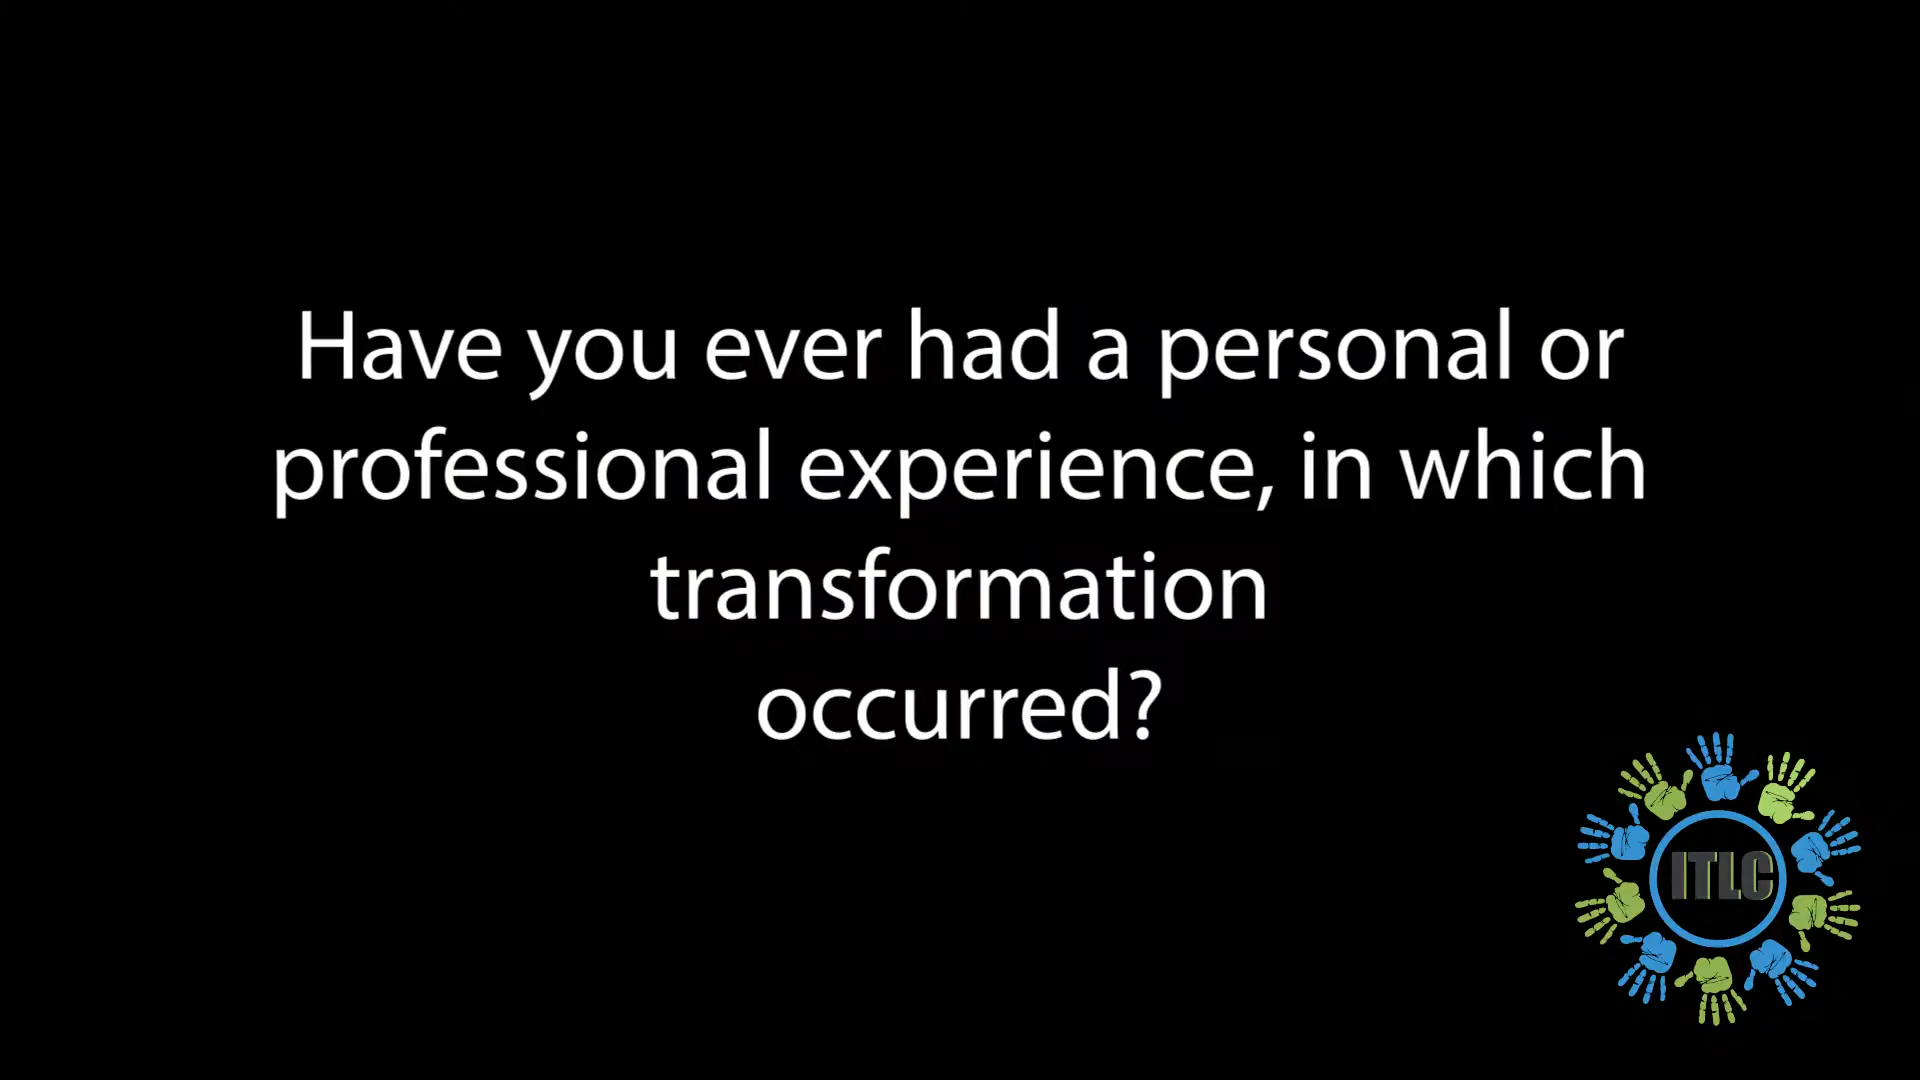 Have you ever had a personal or
professional experience, in which
transformation
occurred?
ITLC